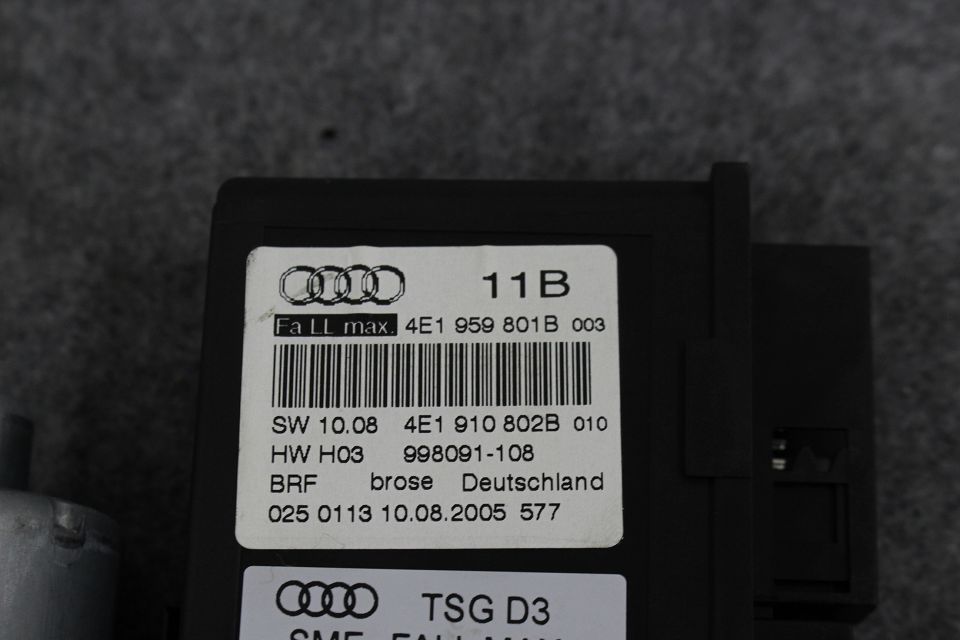 11B
Fa LL max. 4E1 959 801B 003
SW 10.08 4E1 910 802B 010
HW H03 998091-108
BRF brose Deutschland
025 0113 10.08.2005 577
TSG D3